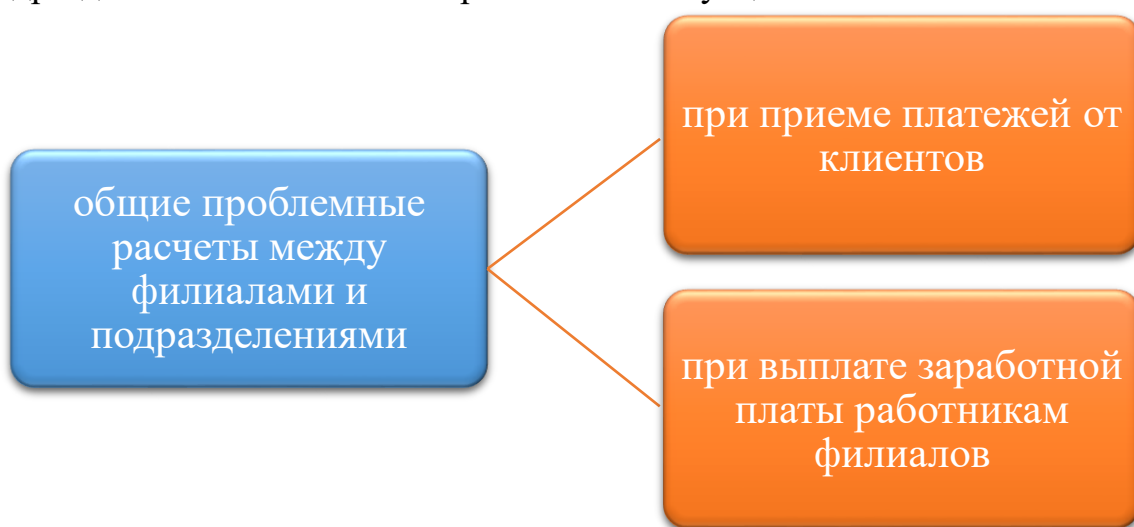 общие проблемные
расчеты между
филиалами и
подразделениями
при приеме платежей от
клиентов
при выплате заработной
платы работникам
филиалов